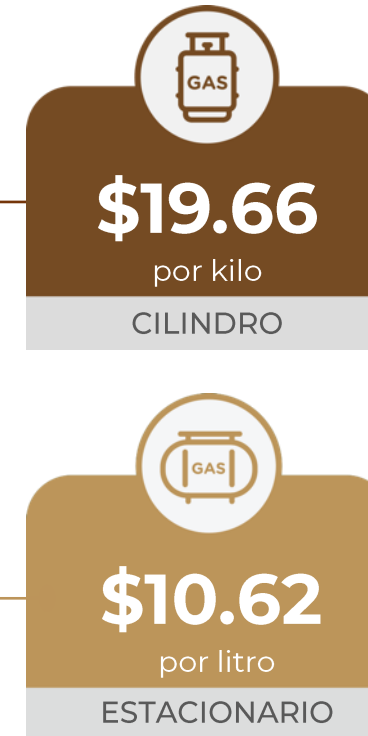 GAS
$19.66
por kilo
CILINDRO
GAS
$10.62
por litro
ESTACIONARIO